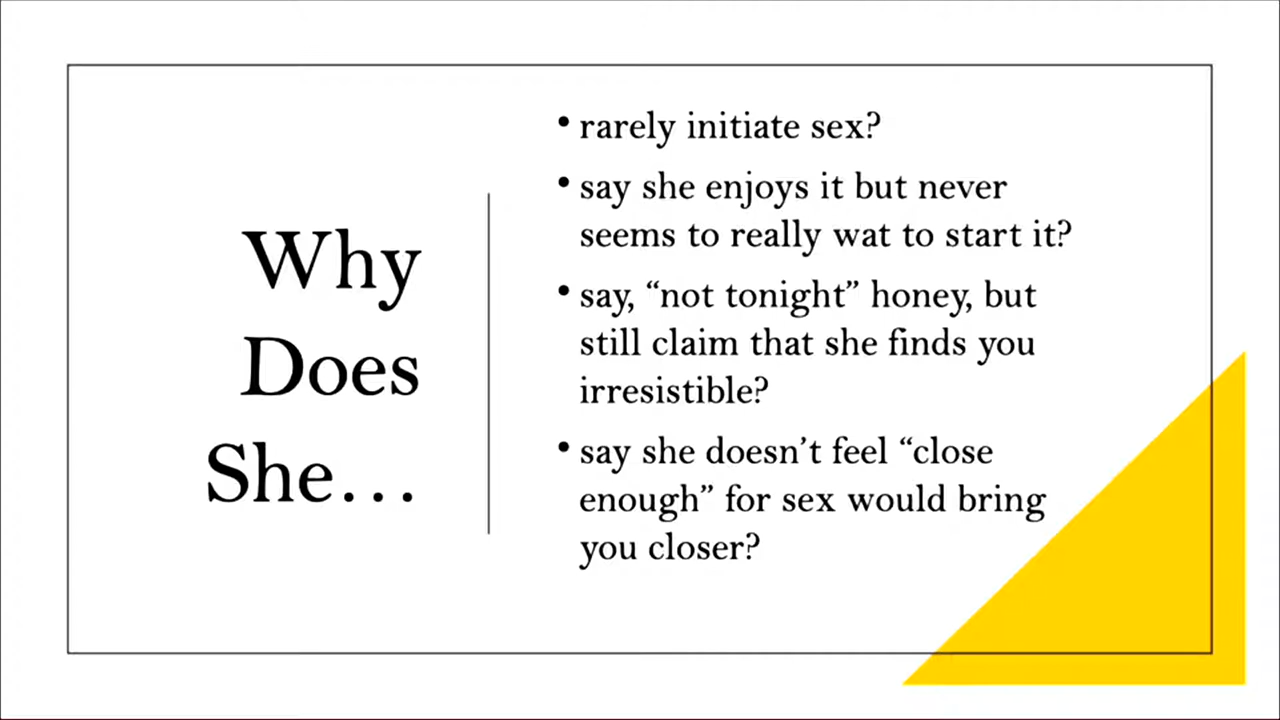 Why
Does
She…
• rarely initiate sex?
• say she enjoys it but never
seems to really wat to start it?
• say, “not tonight” honey, but
still claim that she finds you
irresistible?
• say she doesn’t feel “close
enough” for sex would bring
you closer?